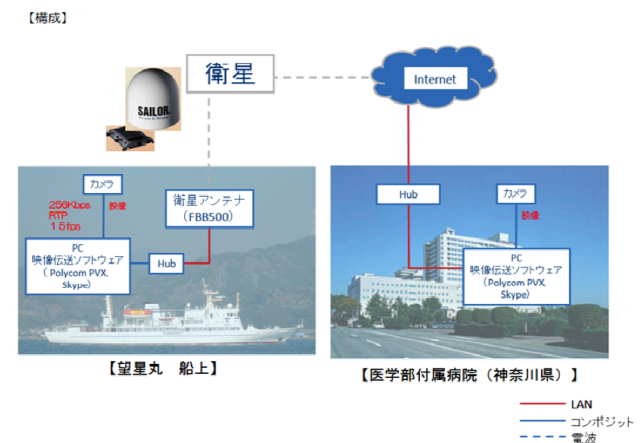 【構成】
衛星
Internet
SAILOR
カメラ
256Kbps
RTP
15fps
映像
衛星アンテナ
（FBB500）
PC
映像伝送ソフトウェア
（Polycom PVX,
Skype）
Hub
Hub
カメラ
映像
PC
映像伝送ソフトウェア
（Polycom PVX,
Skype）
【望星丸　船上】
【医学部付属病院（神奈川県）】
LAN
コンポジット
電波